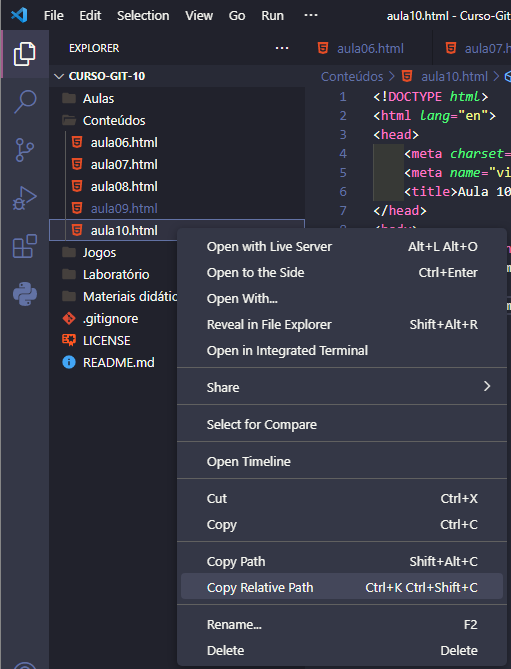 File Edit Selection View Go Run ···
aula10.html - Curso-Git
EXPLORER ···
CURSO-GIT-10
Aulas
Conteúdos
aula06.html
aula07.html
aula08.html
aula09.html
aula10.html
Jogos
Laboratório
Materiais didátic
.gitignore
LICENSE
README.md
aula06.html aula07.h
Conteúdos > aula10.html >
1 <!DOCTYPE html>
2 <html lang="en">
3 <head>
4 <meta charset=
5 <meta name="vi
6 <title>Aula 10
7 </head>
8 <body>
Open with Live Server Alt+L Alt+O
Open to the Side Ctrl+Enter
Open With...
Reveal in File Explorer Shift+Alt+R
Open in Integrated Terminal
Share >
Select for Compare
Open Timeline
Cut Ctrl+X
Copy Ctrl+C
Copy Path Shift+Alt+C
Copy Relative Path Ctrl+K Ctrl+Shift+C
Rename... F2
Delete Delete